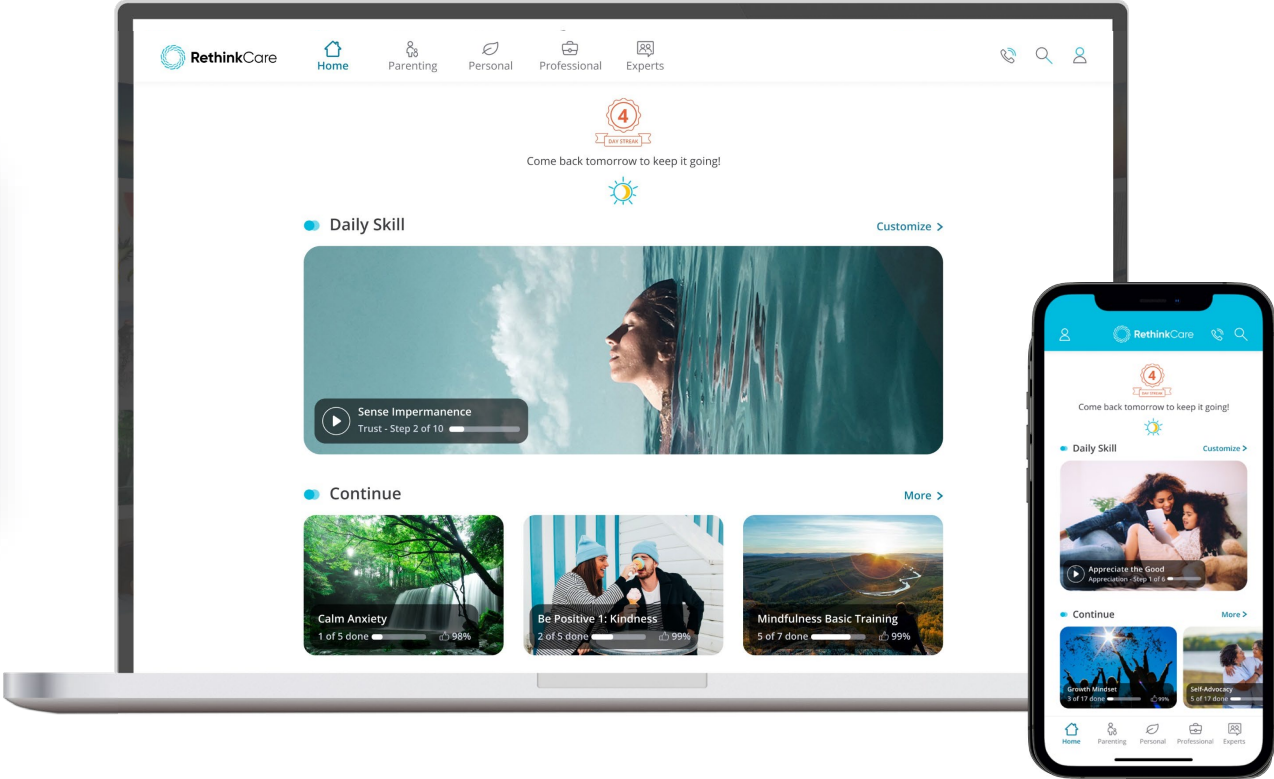 RethinkCare
Home
Parenting
Personal
Professional
Experts
4
DAY STREAK
Come back tomorrow to keep it going!
Daily Skill
Customize >
Sense Impermanence
Trust - Step 2 of 10
Continue
More >
Calm Anxiety
1 of 5 done
98%
Be Positive 1: Kindness
2 of 5 done
99%
Mindfulness Basic Training
5 of 7 done
99%
RethinkCare
4
DAY STREAK
Come back tomorrow to keep it going!
Daily Skill
Customize >
Appreciate the Good
Appreciation - Step 1 of 6
Continue
More >
Growth Mindset
3 of 17 done
99%
Self-Advocacy
5 of 17 done
Home
Parenting
Personal
Professional
Experts